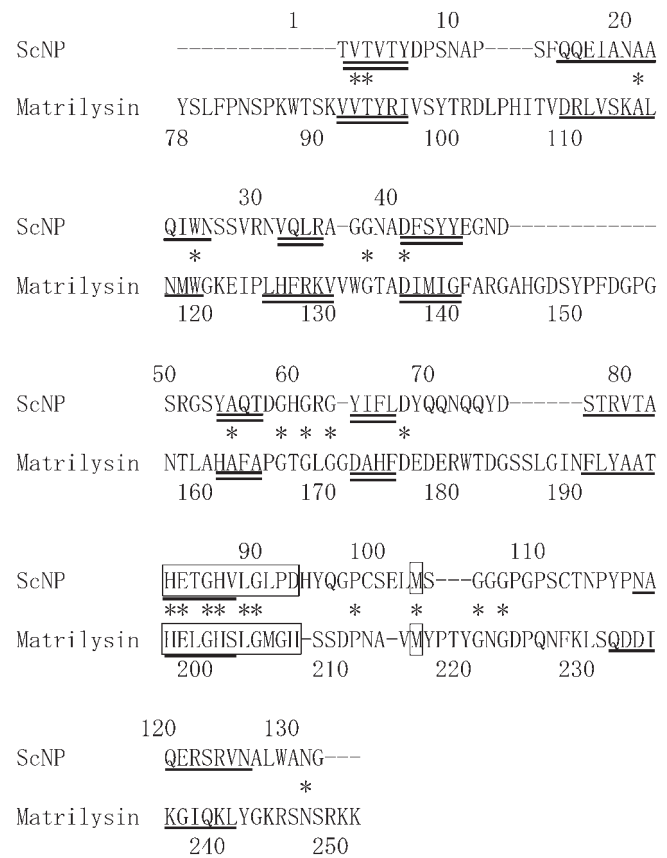 1 10 20
ScNP ------------TVTVTYDPSNAP----SFQQEIANAA
** *
Matrilysin YSLFPNSPKWTSKVVTYRIVSYTRDLPHITVDRLVSKAL
78 90 100 110
30 40
ScNP QIWNSSVRNVQLRA-GGNADFSYYEGND-----------
* * *
Matrilysin NMWGKEIPLHFRKVVWGTADIMIGFARGAHGDSYPFDGPG
120 130 140 150
50 60 70 80
ScNP SRGSYAQTDGHGRG-YIFLDYQQNQQYD------STRVTA
* * * * *
Matrilysin NTLAHAFAPGTGLGGDAHFDEDERWTDGSSLGINFLYAAT
160 170 180 190
90 100 110
ScNP HETGHVLGLPDHYQGPCSELMS---GGGPGPSCTNPYPNA
** ** ** * * * *
Matrilysin HELGHSLGMGH-SSDPNA-VMYPTYGNGDPQNFKLSQDDI
200 210 220 230
120 130
ScNP QERSRVNALWANG---
*
Matrilysin KGIQKLYGKRSNSRKK
240 250